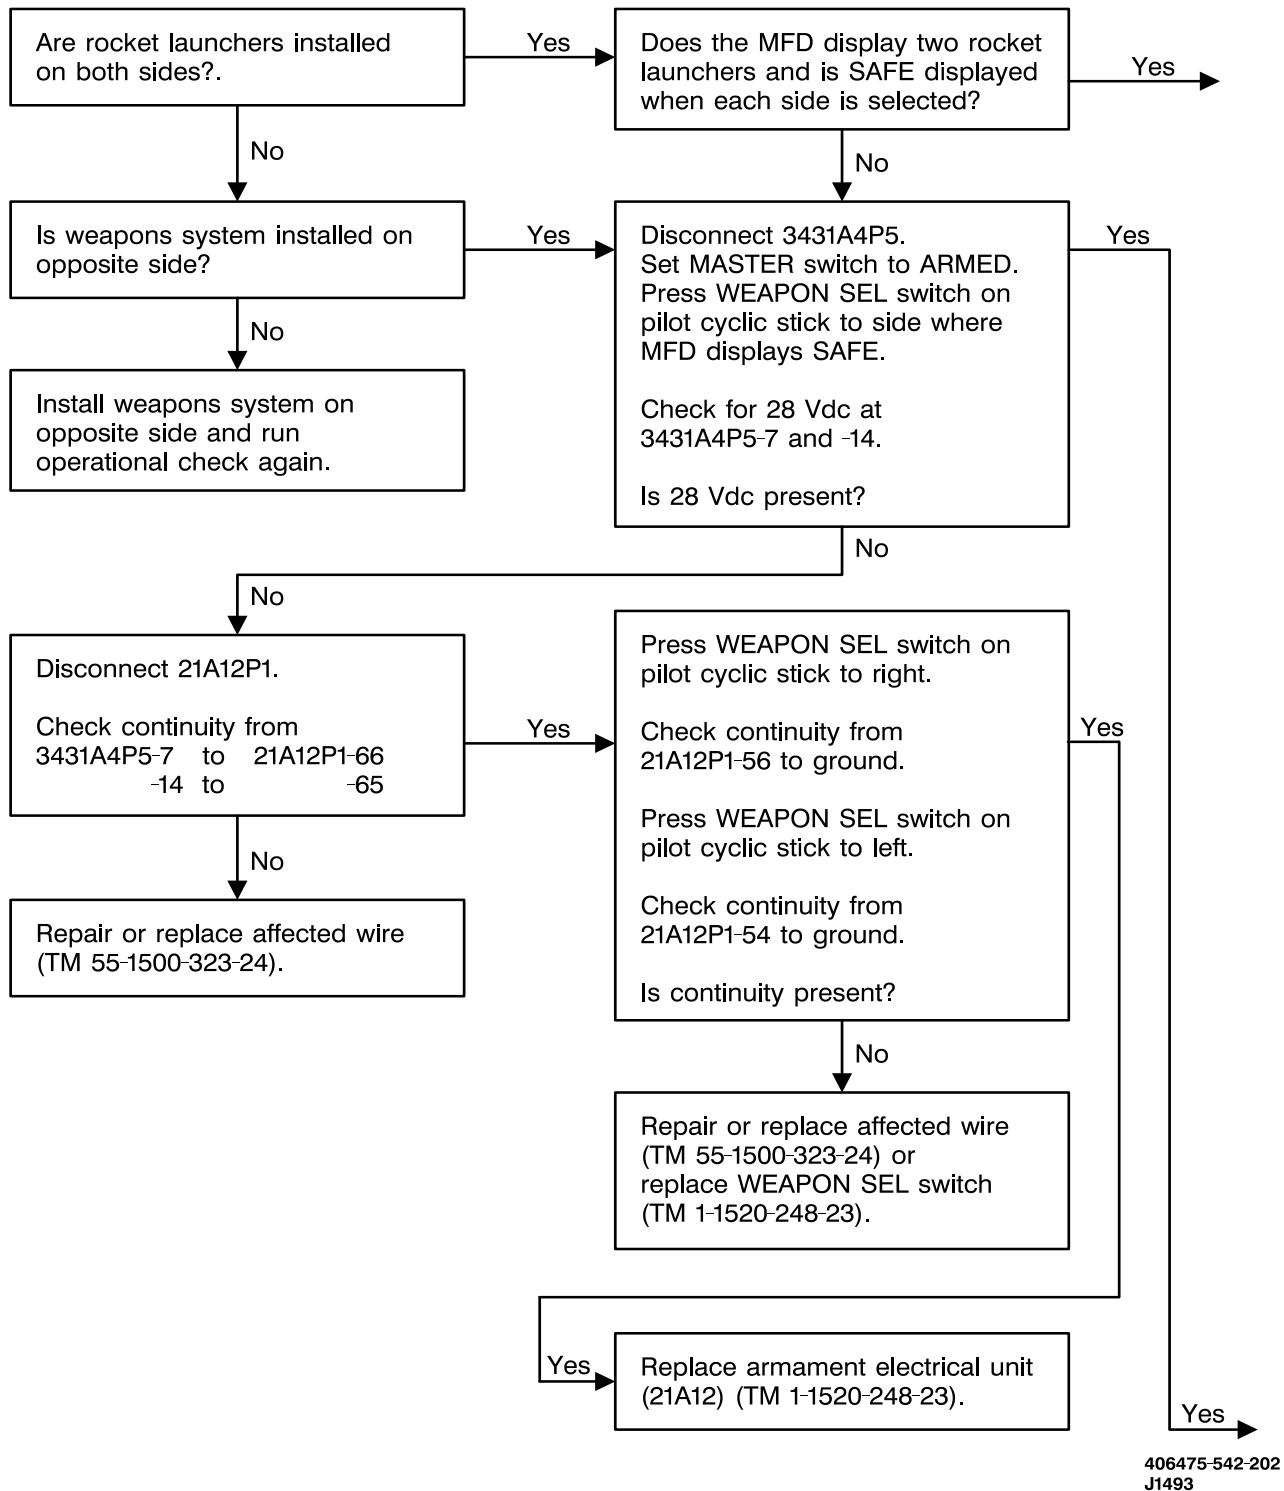 Are rocket launchers installed
on both sides?.
Yes
Does the MFD display two rocket
launchers and is SAFE displayed
when each side is selected?
Yes
No
No
Is weapons system installed on
opposite side?
Yes
Disconnect 3431A4P5.
Set MASTER switch to ARMED.
Press WEAPON SEL switch on
pilot cyclic stick to side where
MFD displays SAFE.
Check for 28 Vdc at
3431A4P5-7 and -14.
Is 28 Vdc present?
Yes
No
Install weapons system on
opposite side and run
operational check again.
No
No
Disconnect 21A12P1.
Check continuity from
3431A4P5-7 to 21A12P1-66
-14 to -65
Yes
Press WEAPON SEL switch on
pilot cyclic stick to right.
Check continuity from
21A12P1-56 to ground.
Press WEAPON SEL switch on
pilot cyclic stick to left.
Check continuity from
21A12P1-54 to ground.
Is continuity present?
Yes
No
Repair or replace affected wire
(TM 55-1500-323-24).
No
Repair or replace affected wire
(TM 55-1500-323-24) or
replace WEAPON SEL switch
(TM 1-1520-248-23).
Yes
Replace armament electrical unit
(21A12) (TM 1-1520-248-23).
Yes
406475-542-202
J1493